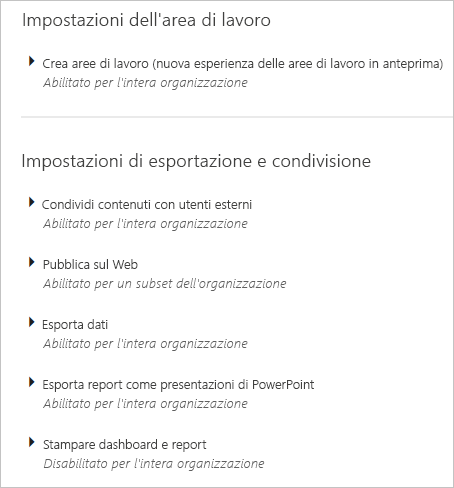 Impostazioni dell'area di lavoro
Crea aree di lavoro (nuova esperienza delle aree di lavoro in anteprima)
Abilitato per l'intera organizzazione
Impostazioni di esportazione e condivisione
Condividi contenuti con utenti esterni
Abilitato per l'intera organizzazione
Pubblica sul Web
Abilitato per un subset dell'organizzazione
Esporta dati
Abilitato per l'intera organizzazione
Esporta report come presentazioni di PowerPoint
Abilitato per l'intera organizzazione
Stampare dashboard e report
Disabilitato per l'intera organizzazione